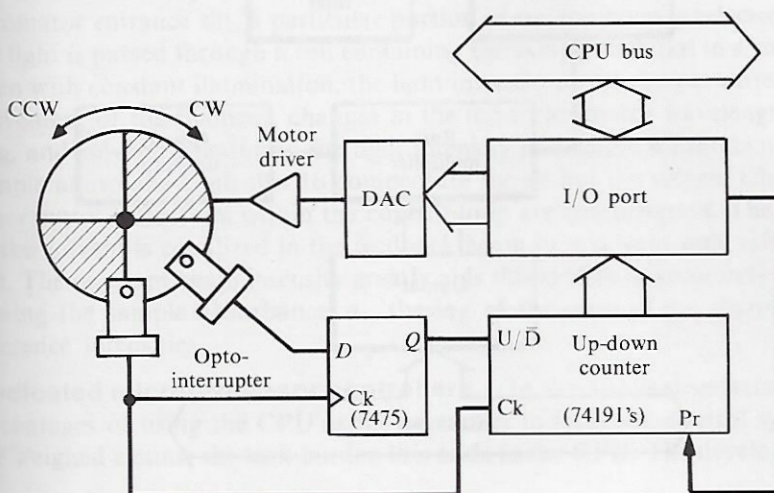 CPU bus
CCW
CW
Motor
driver
DAC
I/O port
Opto-
interrupter
D
Q
Ck
(7475)
U/D̄
Ck
Up-down
counter
(74191's)
Pr